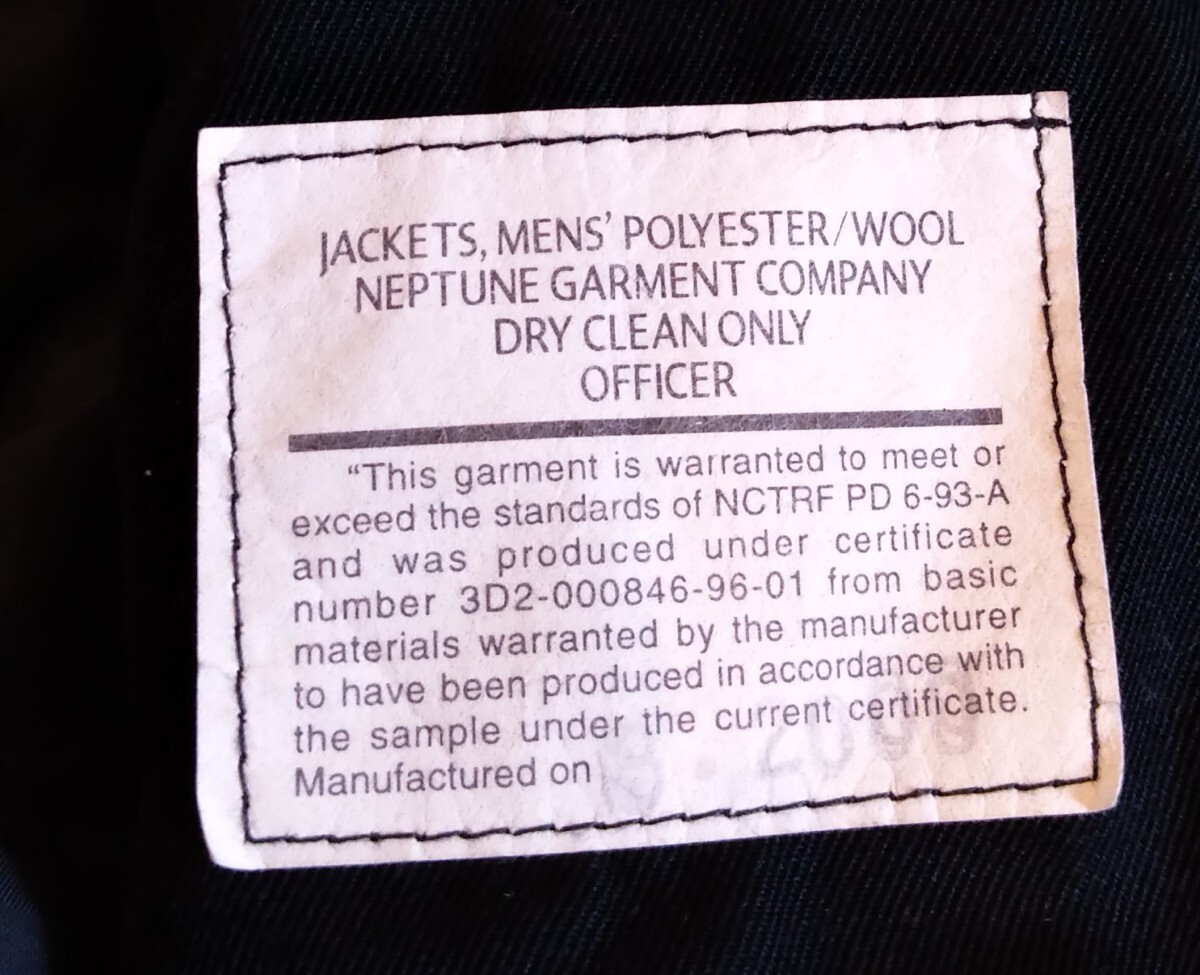 JACKETS, MENS' POLYESTER/WOOL
NEPTUNE GARMENT COMPANY
DRY CLEAN ONLY
OFFICER
“This garment is warranted to meet or
exceed the standards of NCTRF PD 6-93-A
and was produced under certificate
number 3D2-000846-96-01 from basic
materials warranted by the manufacturer
to have been produced in accordance with
the sample under the current certificate.
Manufactured on